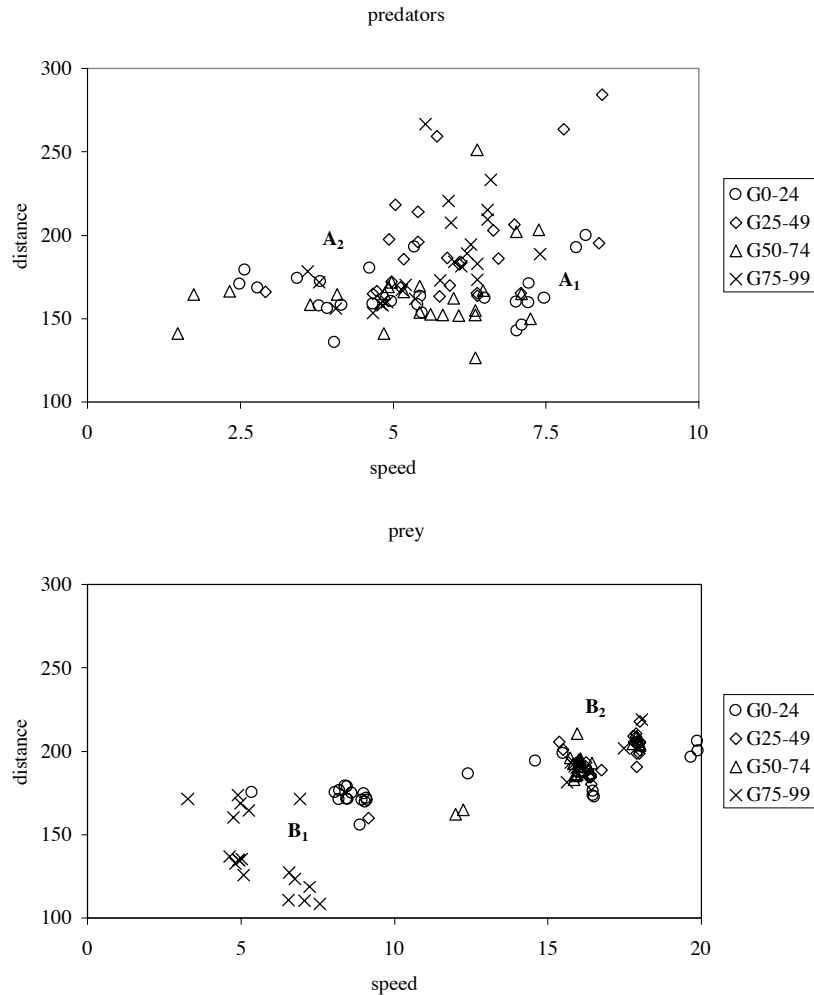 predators
300
250
200
150
100
distance
A2
A1
0 2.5 5 7.5 10
speed
G0-24
G25-49
G50-74
G75-99
prey
300
250
200
150
100
distance
B2
B1
0 5 10 15 20
speed
G0-24
G25-49
G50-74
G75-99